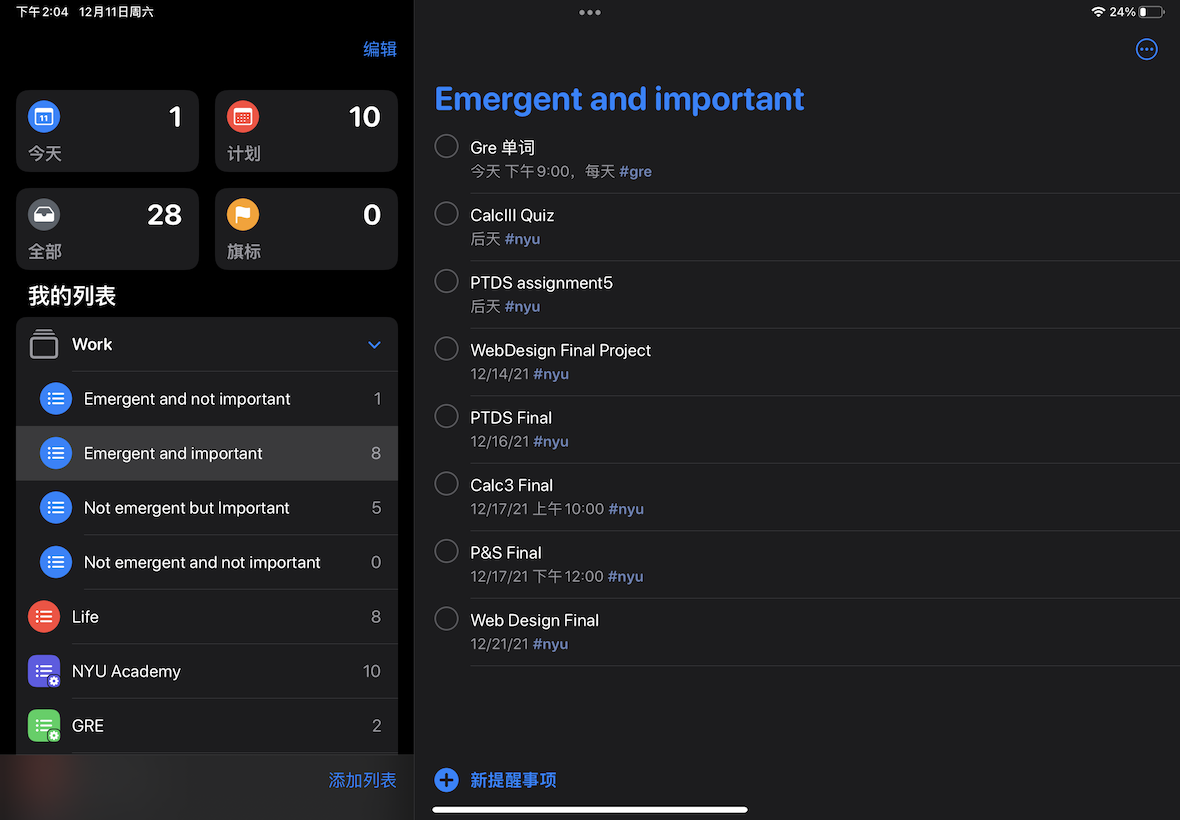 下午2:04 12月11日周六
24%
编辑
11
1
今天
10
计划
28
全部
0
旗标
我的列表
Work
Emergent and not important 1
Emergent and important 8
Not emergent but Important 5
Not emergent and not important 0
Life 8
NYU Academy 10
GRE 2
添加列表
Emergent and important
Gre 单词
今天 下午9:00，每天 #gre
CalcIII Quiz
后天 #nyu
PTDS assignment5
后天 #nyu
WebDesign Final Project
12/14/21 #nyu
PTDS Final
12/16/21 #nyu
Calc3 Final
12/17/21 上午10:00 #nyu
P&S Final
12/17/21 下午12:00 #nyu
Web Design Final
12/21/21 #nyu
新提醒事项